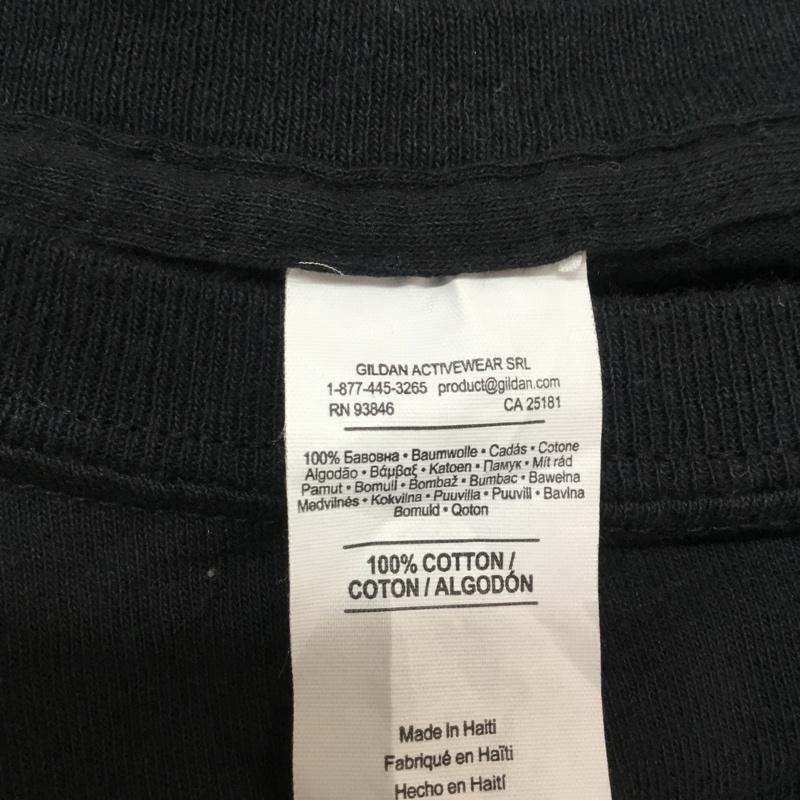 GILDAN ACTIVEWEAR SRL
1-877-445-3265 product@gildan.com
RN 93846 CA 25181
100% Бавовна • Baumwolle • Cadás • Cotone
Algodão • Βάμβαξ • Katoen • Памук • Mít rád
Pamut • Bomull • Bombaž • Bumbac • Bawełna
Medvilnės • Kokvilna • Puuvilla • Puuvill • Bavlna
Bomuld • Qoton
100% COTTON /
COTON / ALGODÓN
Made In Haiti
Fabriqué en Haïti
Hecho en Haití